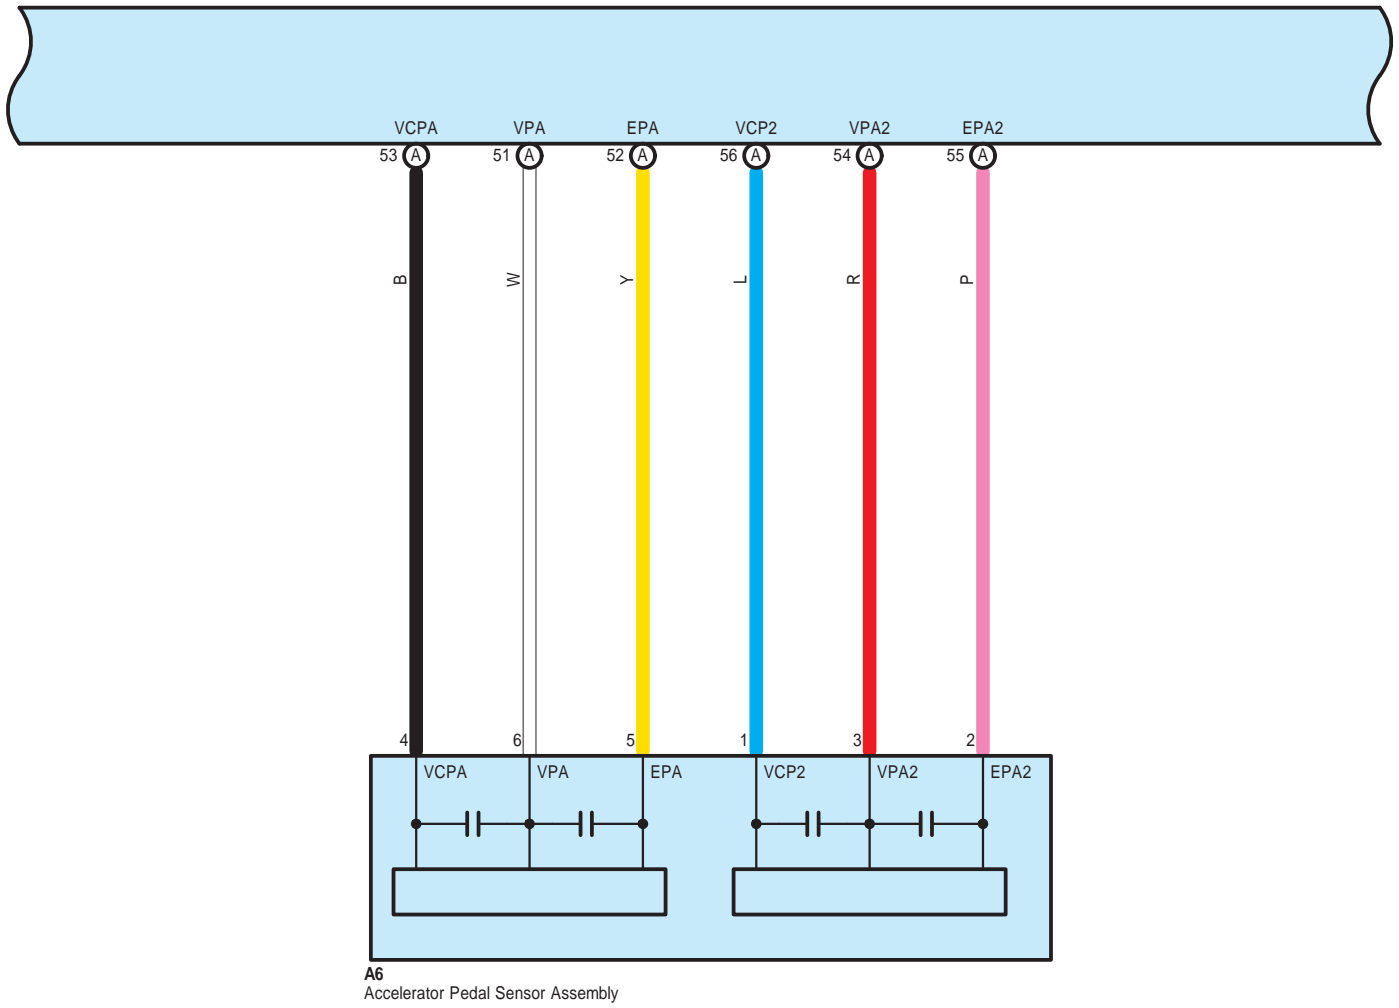 VCPA VPA EPA VCP2 VPA2 EPA2
53 A 51 A 52 A 56 A 54 A 55 A
B W Y L R P
4 6 5 1 3 2
VCPA VPA EPA VCP2 VPA2 EPA2
A6
Accelerator Pedal Sensor Assembly